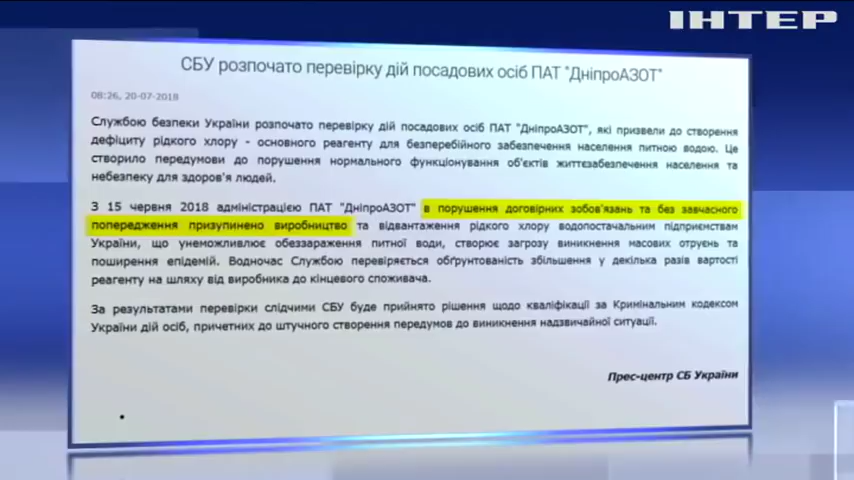 ІНТЕР
СБУ розпочато перевірку дій посадових осіб ПАТ "ДніпроАЗОТ"
08:26, 20-07-2018
Службою безпеки України розпочато перевірку дій посадових осіб ПАТ "ДніпроАЗОТ", які призвели до створення
дефіциту рідкого хлору - основного реагенту для безперебійного забезпечення населення питною водою. Це
створило передумови до порушення нормального функціонування об'єктів життєзабезпечення населення та
небезпеку для здоров'я людей.
З 15 червня 2018 адміністрацією ПАТ "ДніпроАЗОТ" в порушення договірних зобов'язань та без завчасного
попередження призупинено виробництво та відвантаження рідкого хлору водопостачальним підприємствам
України, що унеможливлює обеззараження питної води, створює загрозу виникнення масових отруєнь та
поширення епідемій. Водночас Службою перевіряється обґрунтованість збільшення у декілька разів вартості
реагенту на шляху від виробника до кінцевого споживача.
За результатами перевірки слідчими СБУ буде прийнято рішення щодо кваліфікації за Кримінальним кодексом
України дій осіб, причетних до штучного створення передумов до виникнення надзвичайної ситуації.
Прес-центр СБ України